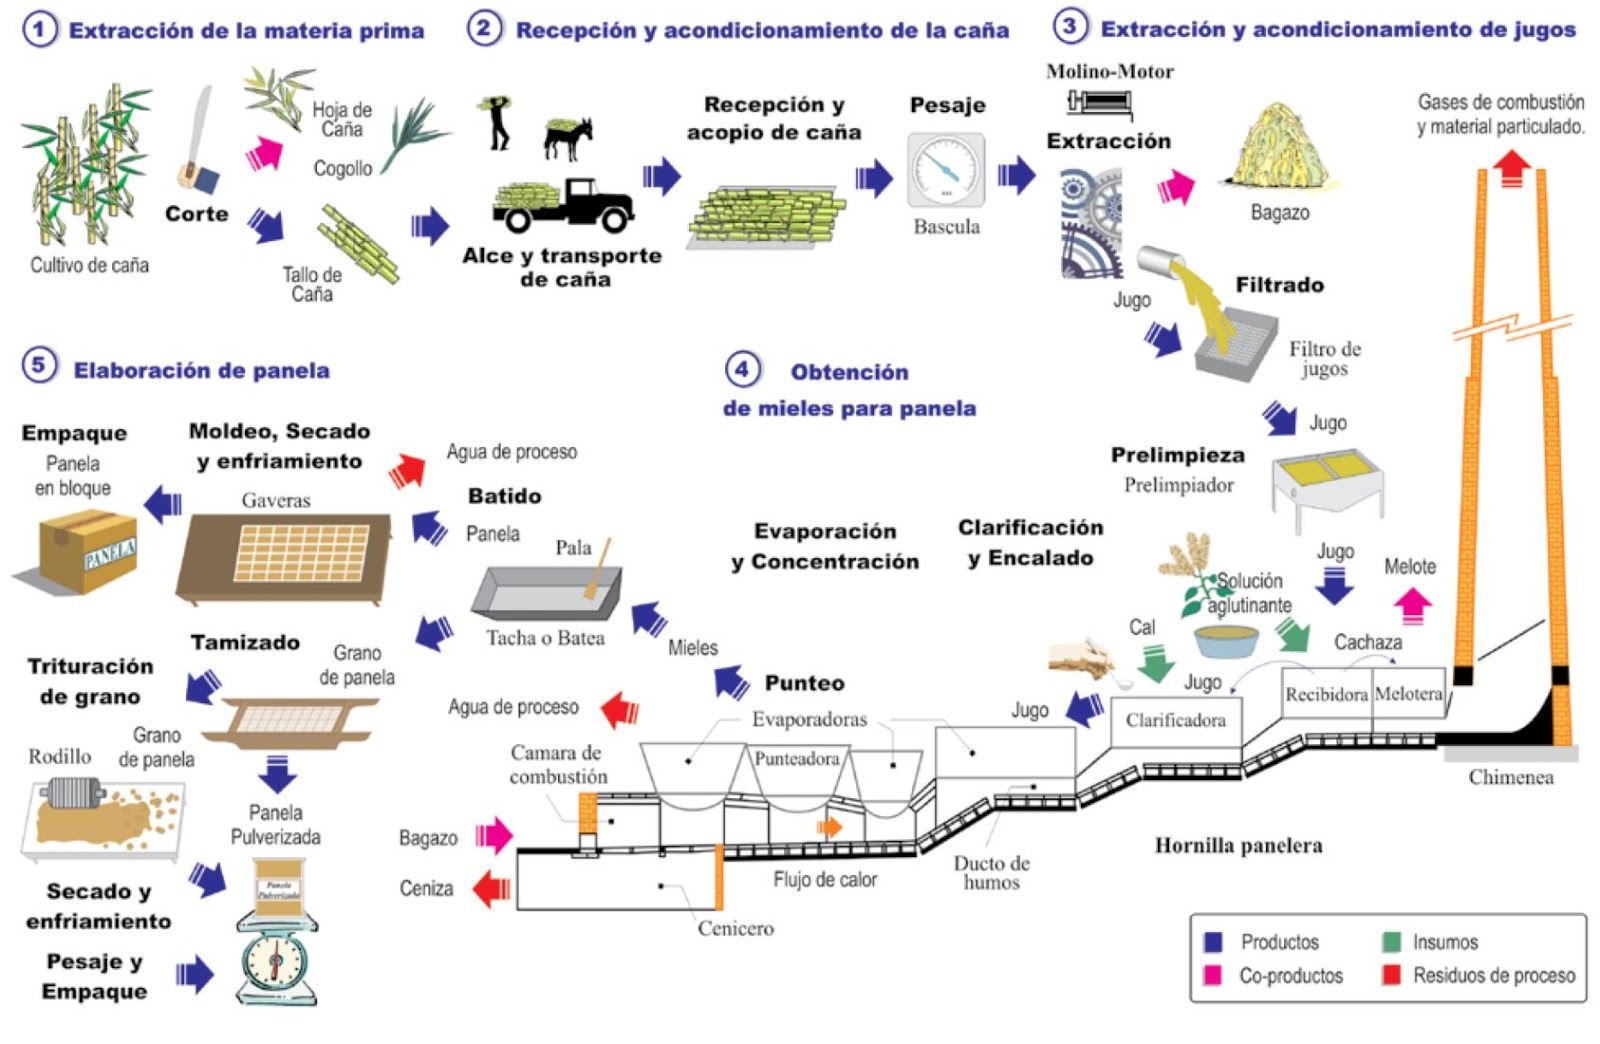 1 Extracción de la materia prima
Hoja de
Caña
Cogollo
Corte
Cultivo de caña
Tallo de
Caña
2 Recepción y acondicionamiento de la caña
Alce y transporte
de caña
Recepción y
acopio de caña
Pesaje
Bascula
3 Extracción y acondicionamiento de jugos
Molino-Motor
Extracción
Bagazo
Jugo
Filtrado
Filtro de
jugos
Jugo
Prelimpieza
Prelimpiador
Jugo
Melote
Gases de combustión
y material particulado.
4 Obtención
de mieles para panela
Evaporación
y Concentración
Clarificación
y Encalado
Solución
aglutinante
Cal
Cachaza
Jugo
Recibidora
Melotera
Clarificadora
Jugo
Chimenea
Mieles
Punteo
Agua de proceso
Evaporadoras
Punteadora
Camara de
combustión
Bagazo
Ceniza
Flujo de calor
Ducto de
humos
Cenicero
Hornilla panelera
5 Elaboración de panela
Empaque
Panela
en bloque
PANELA
Moldeo, Secado
y enfriamiento
Gaveras
Agua de proceso
Batido
Panela
Pala
Tacha o Batea
Tamizado
Grano
de panela
Trituración
de grano
Grano
de panela
Rodillo
Panela
Pulverizada
Panela
Pulverizada
Secado y
enfriamiento
Pesaje y
Empaque
Productos
Insumos
Co-productos
Residuos de proceso